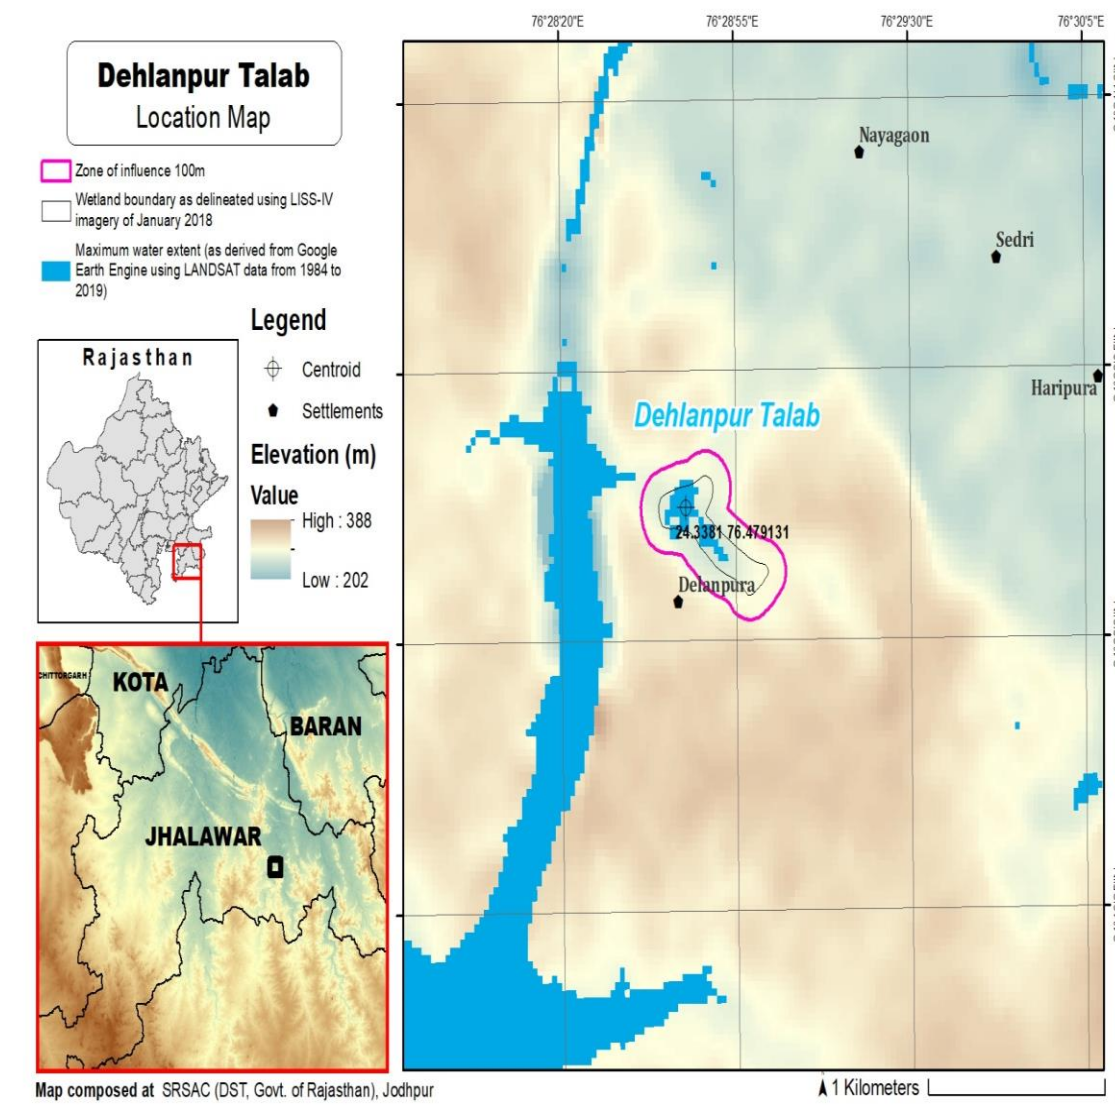 76°28'20"E 76°28'55"E 76°29'30"E 76°30'5"E
Dehlanpur Talab
Location Map
Zone of influence 100m
Wetland boundary as delineated using LISS-IV
imagery of January 2018
Maximum water extent (as derived from Google
Earth Engine using LANDSAT data from 1984 to
2019)
Legend
Centroid
Settlements
Elevation (m)
Value
High : 388
Low : 202
Rajasthan
CHITTORGARH
KOTA
BARAN
JHALAWAR
Nayagaon
Sedri
Haripura
Dehlanpur Talab
24.3381 76.479131
Delanpura
Map composed at SRSAC (DST, Govt. of Rajasthan), Jodhpur
1 Kilometers